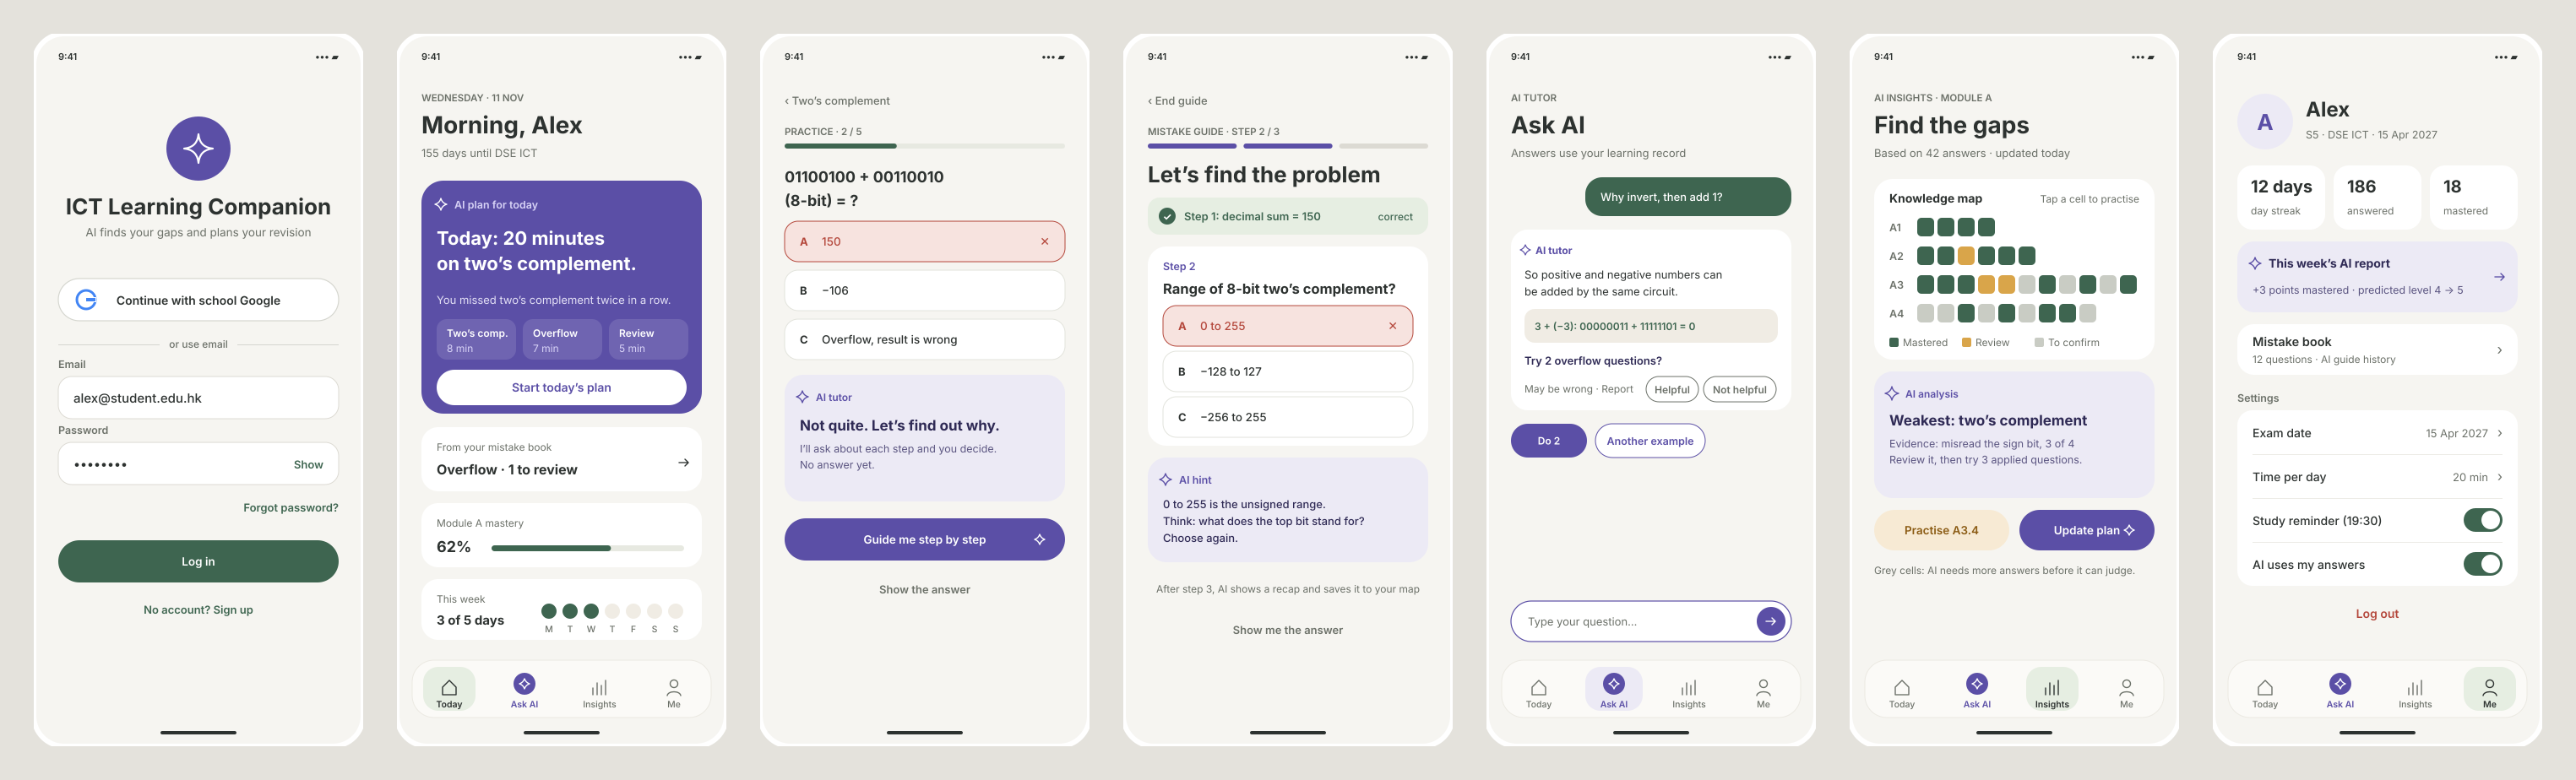 9:41
ICT Learning Companion
AI finds your gaps and plans your revision
Continue with school Google
or use email
Email
alex@student.edu.hk
Password
••••••••
Show
Forgot password?
Log in
No account? Sign up
9:41
WEDNESDAY · 11 NOV
Morning, Alex
155 days until DSE ICT
AI plan for today
Today: 20 minutes
on two’s complement.
You missed two’s complement twice in a row.
Two’s comp.
8 min
Overflow
7 min
Review
5 min
Start today’s plan
From your mistake book
Overflow · 1 to review
→
Module A mastery
62%
This week
3 of 5 days
M T W T F S S
Today
Ask AI
Insights
Me
9:41
‹ Two’s complement
PRACTICE · 2 / 5
01100100 + 00110010
(8-bit) = ?
A 150 ×
B −106
C Overflow, result is wrong
AI tutor
Not quite. Let’s find out why.
I’ll ask about each step and you decide.
No answer yet.
Guide me step by step
Show the answer
9:41
‹ End guide
MISTAKE GUIDE · STEP 2 / 3
Let’s find the problem
Step 1: decimal sum = 150 correct
Step 2
Range of 8-bit two’s complement?
A 0 to 255 ×
B −128 to 127
C −256 to 255
AI hint
0 to 255 is the unsigned range.
Think: what does the top bit stand for?
Choose again.
After step 3, AI shows a recap and saves it to your map
Show me the answer
9:41
AI TUTOR
Ask AI
Answers use your learning record
Why invert, then add 1?
AI tutor
So positive and negative numbers can
be added by the same circuit.
3 + (−3): 00000011 + 11111101 = 0
Try 2 overflow questions?
May be wrong · Report
Helpful
Not helpful
Do 2
Another example
Type your question...
→
Today
Ask AI
Insights
Me
9:41
AI INSIGHTS · MODULE A
Find the gaps
Based on 42 answers · updated today
Knowledge map
Tap a cell to practise
A1
A2
A3
A4
Mastered
Review
To confirm
AI analysis
Weakest: two’s complement
Evidence: misread the sign bit, 3 of 4
Review it, then try 3 applied questions.
Practise A3.4
Update plan
Grey cells: AI needs more answers before it can judge.
Today
Ask AI
Insights
Me
9:41
A
Alex
S5 · DSE ICT · 15 Apr 2027
12 days
day streak
186
answered
18
mastered
This week’s AI report
+3 points mastered · predicted level 4 → 5
→
Mistake book
12 questions · AI guide history
›
Settings
Exam date 15 Apr 2027 ›
Time per day 20 min ›
Study reminder (19:30)
AI uses my answers
Log out
Today
Ask AI
Insights
Me